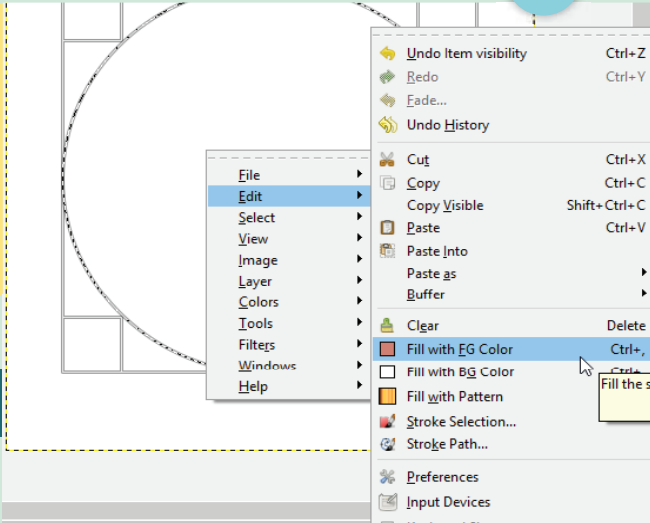 File
Edit
Select
View
Image
Layer
Colors
Tools
Filters
Windows
Help
Undo Item visibility Ctrl+Z
Redo Ctrl+Y
Fade...
Undo History
Cut Ctrl+X
Copy Ctrl+C
Copy Visible Shift+Ctrl+C
Paste Ctrl+V
Paste Into
Paste as
Buffer
Clear Delete
Fill with FG Color Ctrl+,
Fill with BG Color Ctrl+
Fill with Pattern
Fill the s
Stroke Selection...
Stroke Path...
Preferences
Input Devices